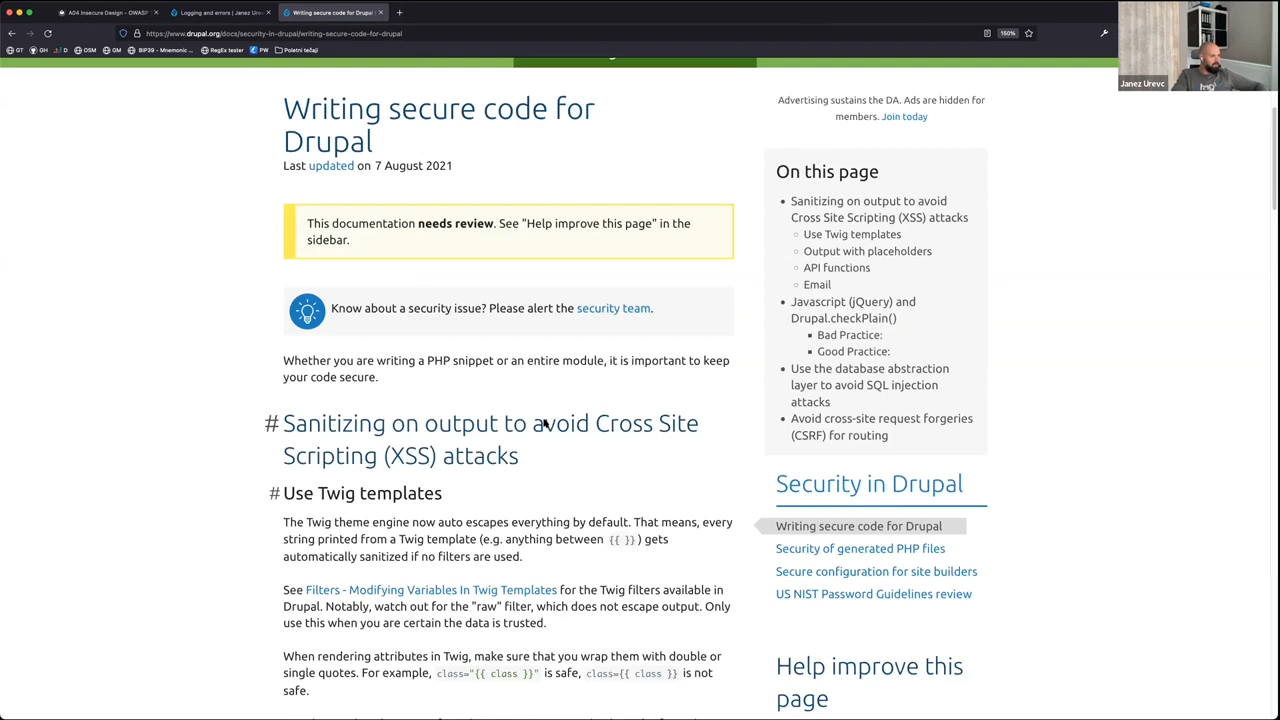 A04 Insecure Design - OWASP
Logging and errors | Janez Urev
Writing secure code for Drupal
https://www.drupal.org/docs/security-in-drupal/writing-secure-code-for-drupal
150%
GT
GH
D
OSM
GM
BIP39 - Mnemonic ...
RegEx tester
PW
Poletni tečaji
Janez Urevc
Writing secure code for
Drupal
Last updated on 7 August 2021
This documentation needs review. See "Help improve this page" in the
sidebar.
Know about a security issue? Please alert the security team.
Whether you are writing a PHP snippet or an entire module, it is important to keep
your code secure.
# Sanitizing on output to avoid Cross Site
Scripting (XSS) attacks
# Use Twig templates
The Twig theme engine now auto escapes everything by default. That means, every
string printed from a Twig template (e.g. anything between {{ }}) gets
automatically sanitized if no filters are used.
See Filters - Modifying Variables In Twig Templates for the Twig filters available in
Drupal. Notably, watch out for the "raw" filter, which does not escape output. Only
use this when you are certain the data is trusted.
When rendering attributes in Twig, make sure that you wrap them with double or
single quotes. For example, class="{{ class }}" is safe, class={{ class }} is not
safe.
Advertising sustains the DA. Ads are hidden for
members. Join today
On this page
Sanitizing on output to avoid
Cross Site Scripting (XSS) attacks
Use Twig templates
Output with placeholders
API functions
Email
Javascript (jQuery) and
Drupal.checkPlain()
Bad Practice:
Good Practice:
Use the database abstraction
layer to avoid SQL injection
attacks
Avoid cross-site request forgeries
(CSRF) for routing
Security in Drupal
Writing secure code for Drupal
Security of generated PHP files
Secure configuration for site builders
US NIST Password Guidelines review
Help improve this
page